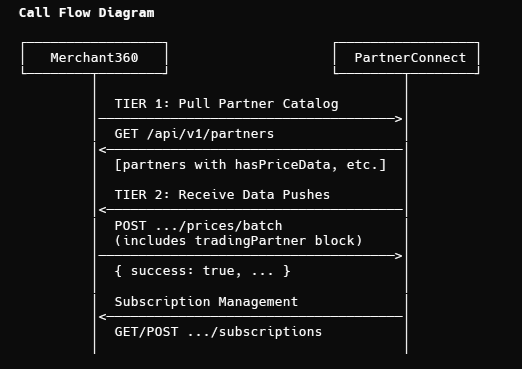 Call Flow Diagram
Merchant360 PartnerConnect
TIER 1: Pull Partner Catalog
GET /api/v1/partners
[partners with hasPriceData, etc.]
TIER 2: Receive Data Pushes
POST .../prices/batch
(includes tradingPartner block)
{ success: true, ... }
Subscription Management
GET/POST .../subscriptions